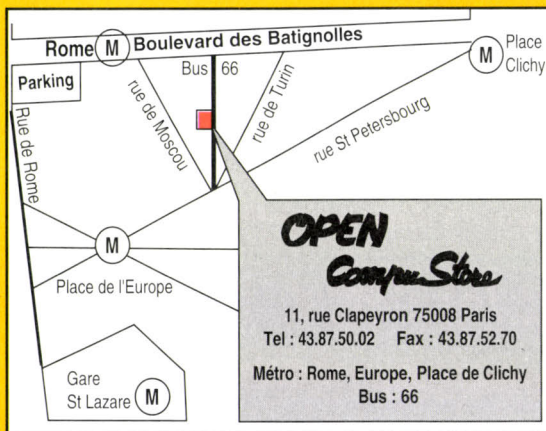 Rome M Boulevard des Batignolles
Place
Clichy
M
Parking
Bus 66
Rue de Rome
rue de Moscou
rue de Turin
rue St Petersbourg
M
Place de l'Europe
OPEN
CompuStore
11, rue Clapeyron 75008 Paris
Tel : 43.87.50.02 Fax : 43.87.52.70
Métro : Rome, Europe, Place de Clichy
Bus : 66
Gare
St Lazare M